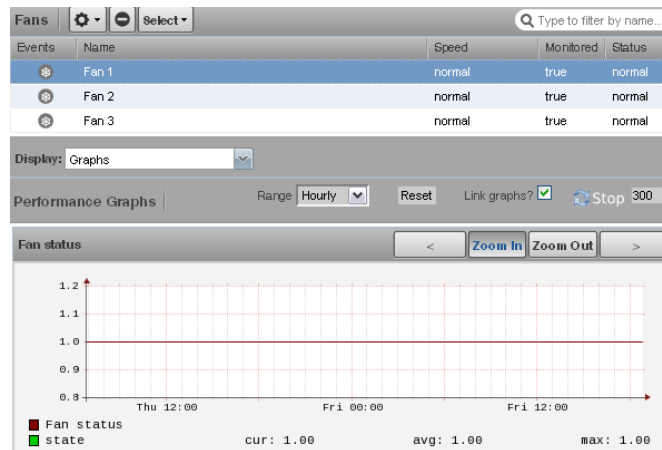 Fans Select
Type to filter by name...
Events Name Speed Monitored Status
Fan 1 normal true normal
Fan 2 normal true normal
Fan 3 normal true normal
Display: Graphs
Performance Graphs Range Hourly Reset Link graphs? Stop 300
Fan status < Zoom In Zoom Out >
1.2
1.1
1.0
0.9
0.8
Thu 12:00 Fri 00:00 Fri 12:00
Fan status
state cur: 1.00 avg: 1.00 max: 1.00